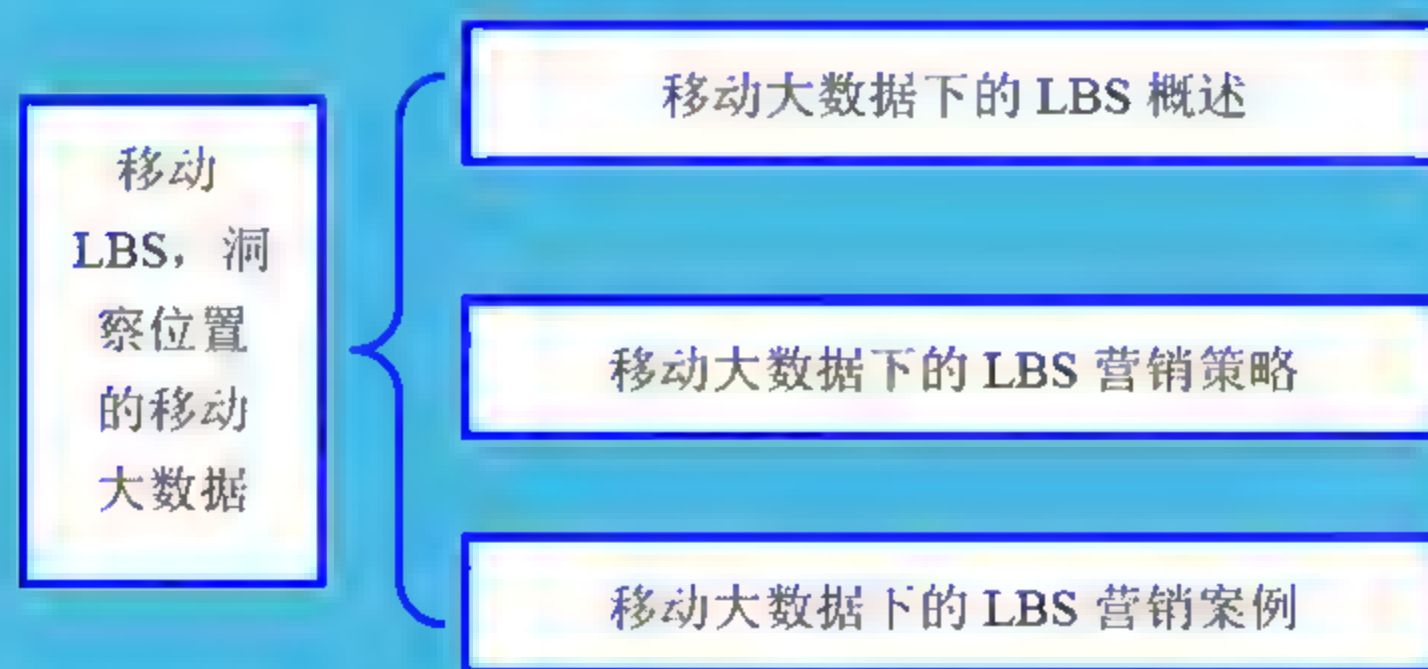 移动
LBS，洞
察位置
的移动
大数据
移动大数据下的 LBS 概述
移动大数据下的 LBS 营销策略
移动大数据下的 LBS 营销案例